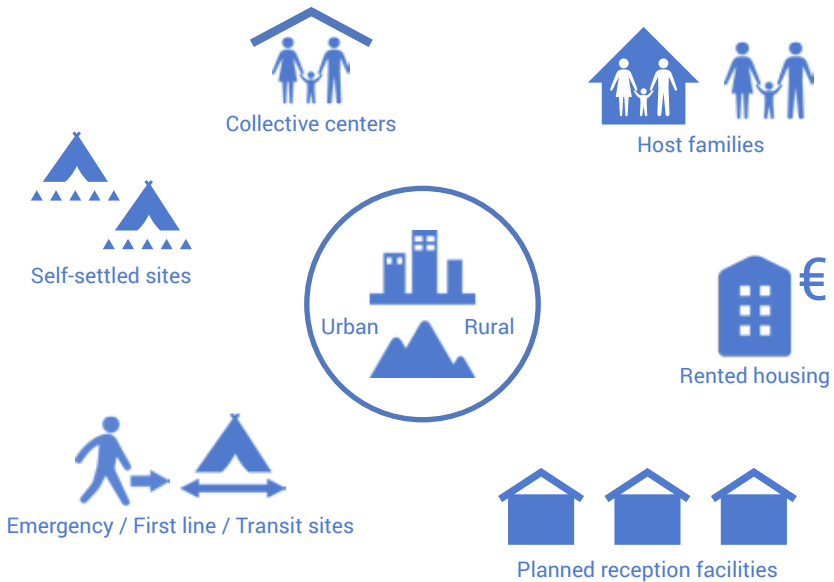 Collective centers
Host families
Self-settled sites
Urban
Rural
€
Rented housing
Emergency / First line / Transit sites
Planned reception facilities